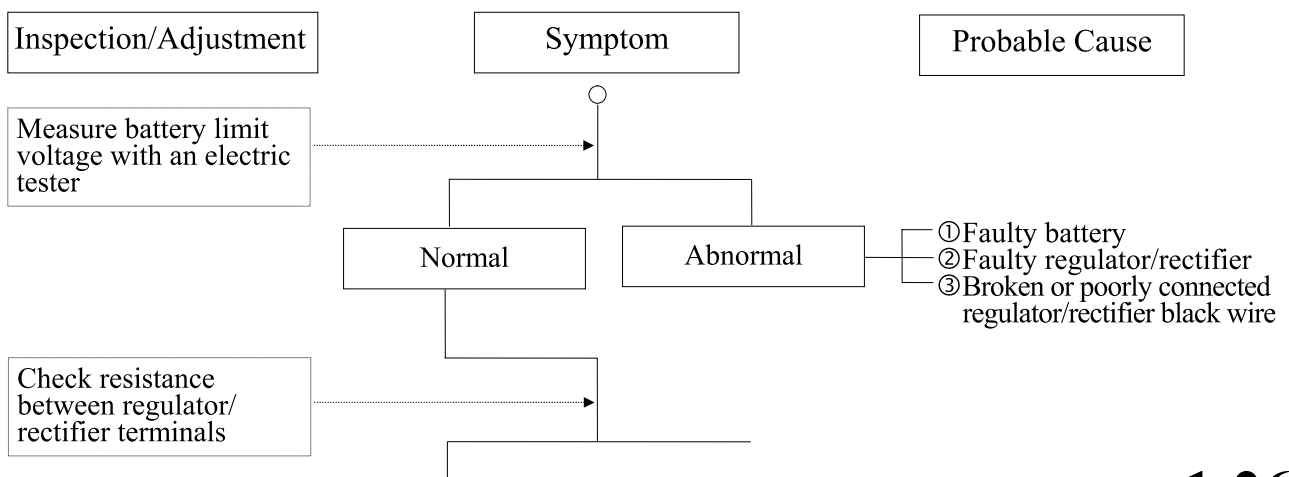 Inspection/Adjustment
Symptom
Probable Cause
Measure battery limit
voltage with an electric
tester
Normal
Abnormal
①Faulty battery
②Faulty regulator/rectifier
③Broken or poorly connected
regulator/rectifier black wire
Check resistance
between regulator/
rectifier terminals